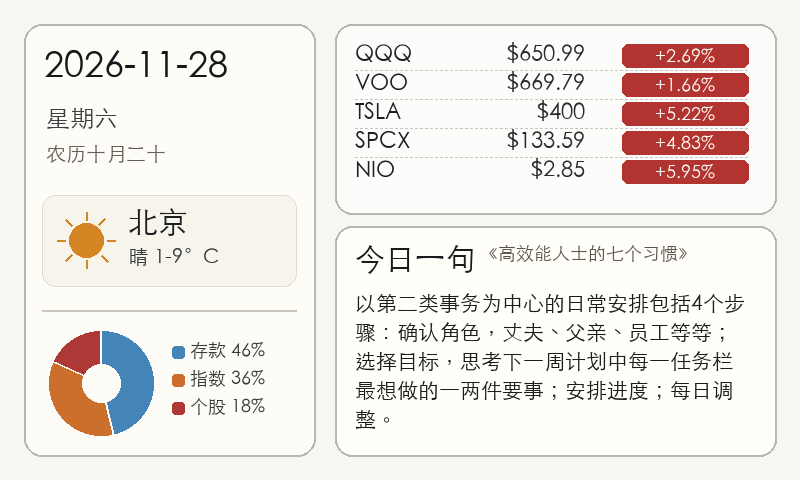 2026-11-28
星期六
农历十月二十
北京
晴 1-9°C
存款 46%
指数 36%
个股 18%
QQQ $650.99 +2.69%
VOO $669.79 +1.66%
TSLA $400 +5.22%
SPCX $133.59 +4.83%
NIO $2.85 +5.95%
今日一句 《高效能人士的七个习惯》
以第二类事务为中心的日常安排包括4个步
骤：确认角色，丈夫、父亲、员工等等；
选择目标，思考下一周计划中每一任务栏
最想做的一两件要事；安排进度；每日调
整。